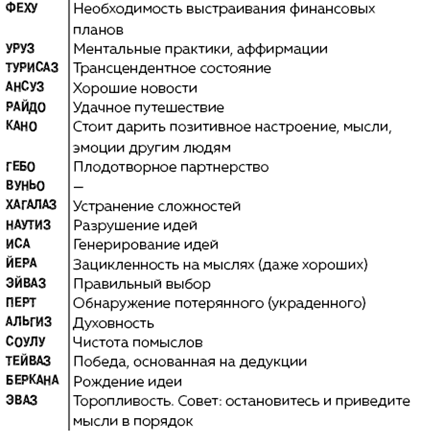 ФЕХУ Необходимость выстраивания финансовых
планов
УРУЗ Ментальные практики, аффирмации
ТУРИСАЗ Трансцендентное состояние
АНСУЗ Хорошие новости
РАЙДО Удачное путешествие
КАНО Стоит дарить позитивное настроение, мысли,
эмоции другим людям
ГЕБО Плодотворное партнерство
ВУНЬО —
ХАГАЛАЗ Устранение сложностей
НАУТИЗ Разрушение идей
ИСА Генерирование идей
ЙЕРА Зацикленность на мыслях (даже хороших)
ЭЙВАЗ Правильный выбор
ПЕРТ Обнаружение потерянного (украденного)
АЛЬГИЗ Духовность
СОУЛУ Чистота помыслов
ТЕЙВАЗ Победа, основанная на дедукции
БЕРКАНА Рождение идеи
ЭВАЗ Торопливость. Совет: остановитесь и приведите
мысли в порядок